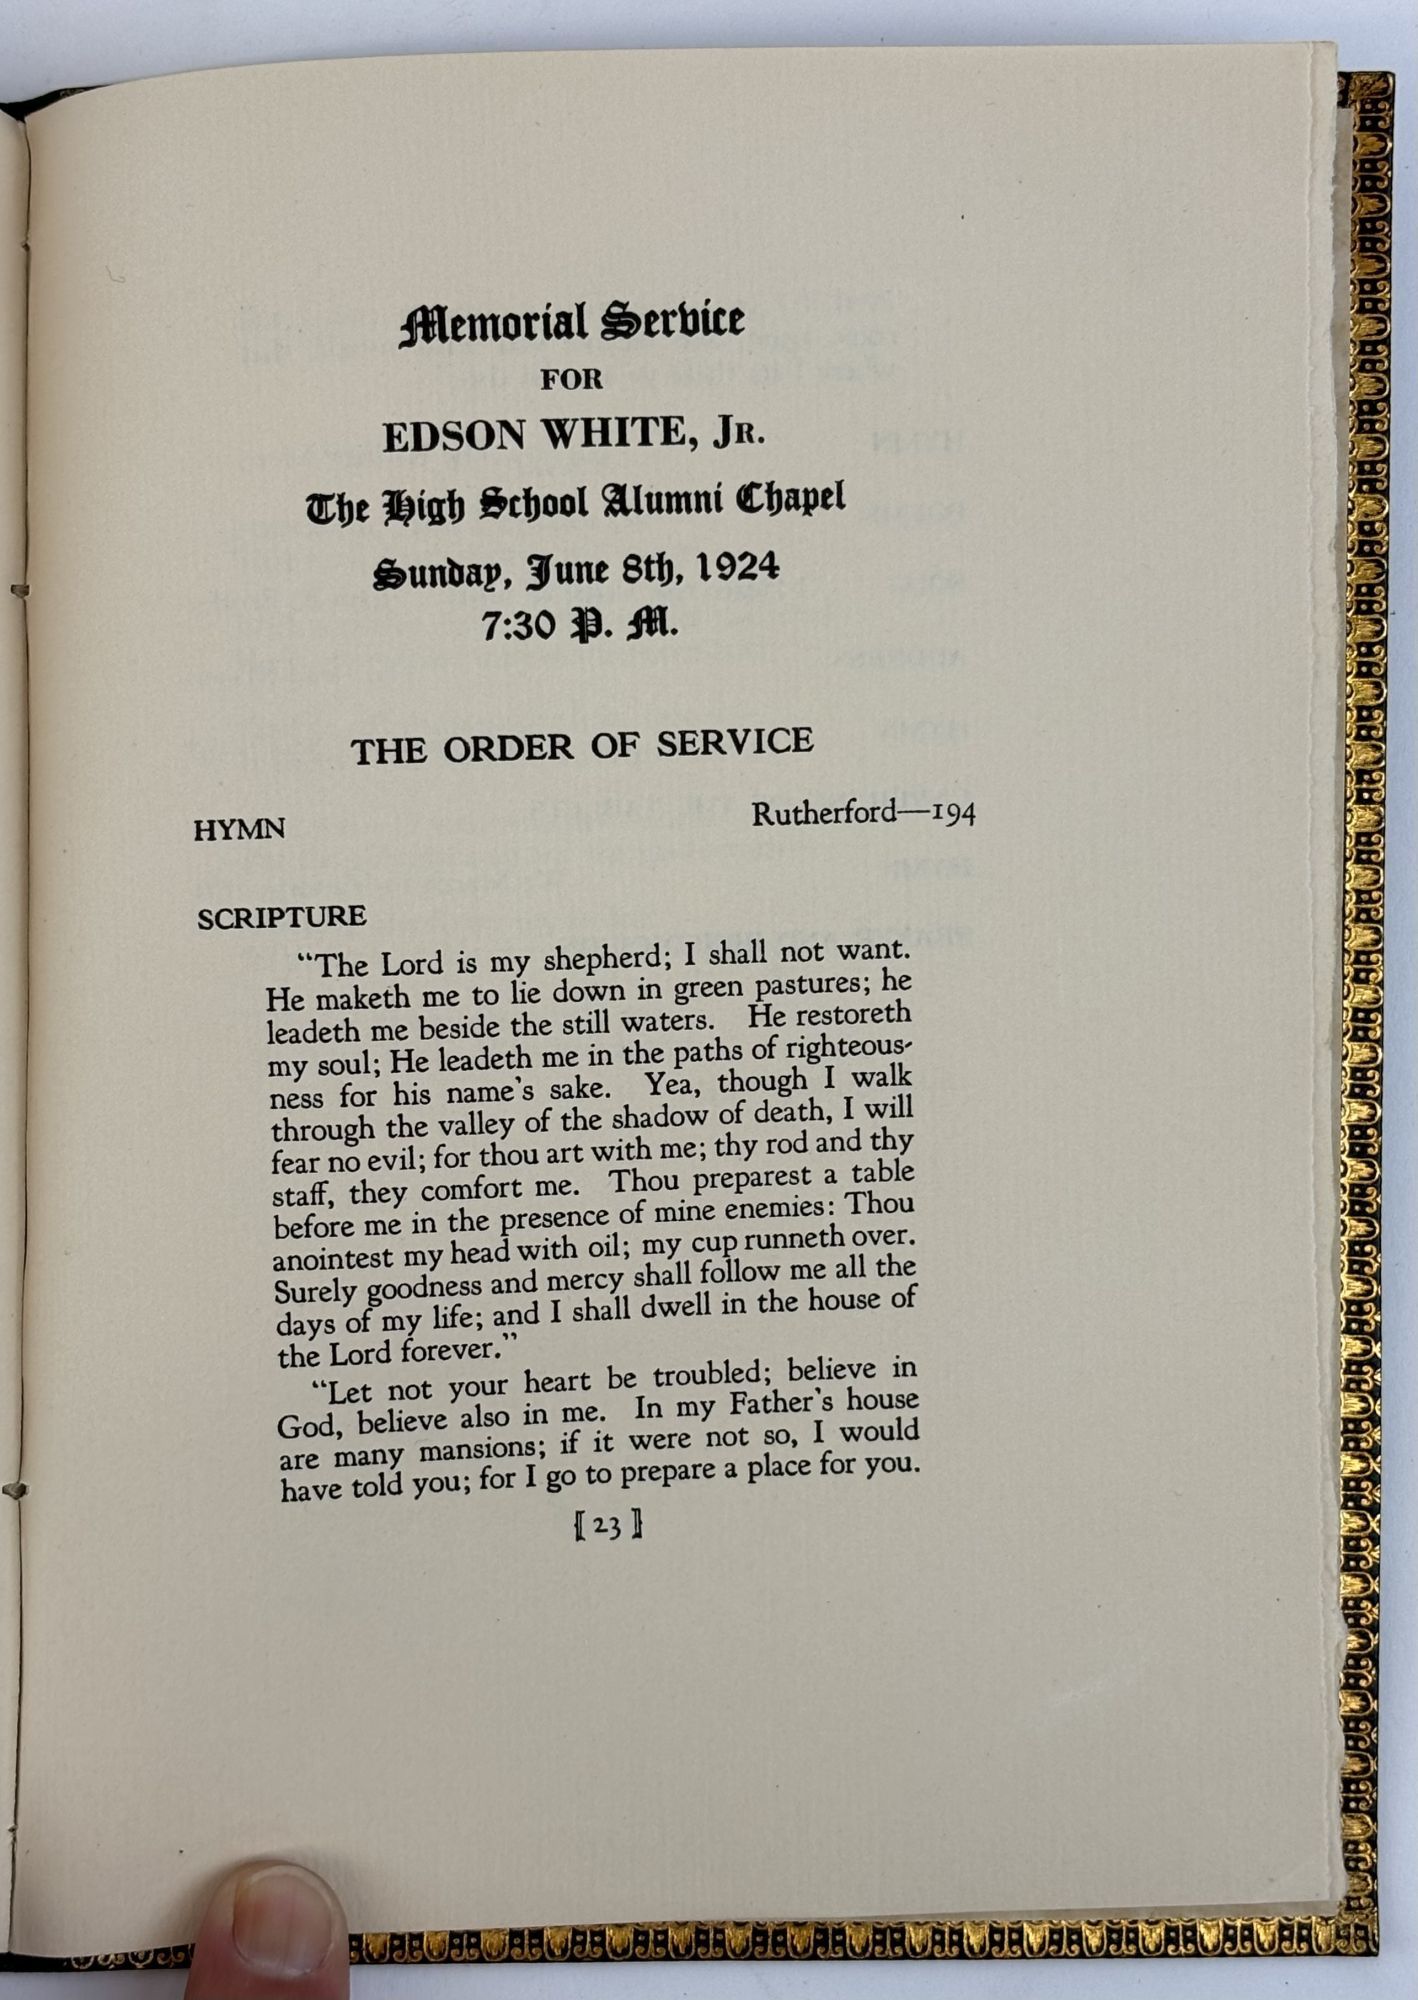 Memorial Service
FOR
EDSON WHITE, JR.
The High School Alumni Chapel
Sunday, June 8th, 1924
7:30 P. M.
THE ORDER OF SERVICE
HYMN Rutherford—194
SCRIPTURE
“The Lord is my shepherd; I shall not want.
He maketh me to lie down in green pastures; he
leadeth me beside the still waters. He restoreth
my soul; He leadeth me in the paths of righteous-
ness for his name's sake. Yea, though I walk
through the valley of the shadow of death, I will
fear no evil; for thou art with me; thy rod and thy
staff, they comfort me. Thou preparest a table
before me in the presence of mine enemies: Thou
anointest my head with oil; my cup runneth over.
Surely goodness and mercy shall follow me all the
days of my life; and I shall dwell in the house of
the Lord forever.”
“Let not your heart be troubled; believe in
God, believe also in me. In my Father's house
are many mansions; if it were not so, I would
have told you; for I go to prepare a place for you.
[ 23 ]